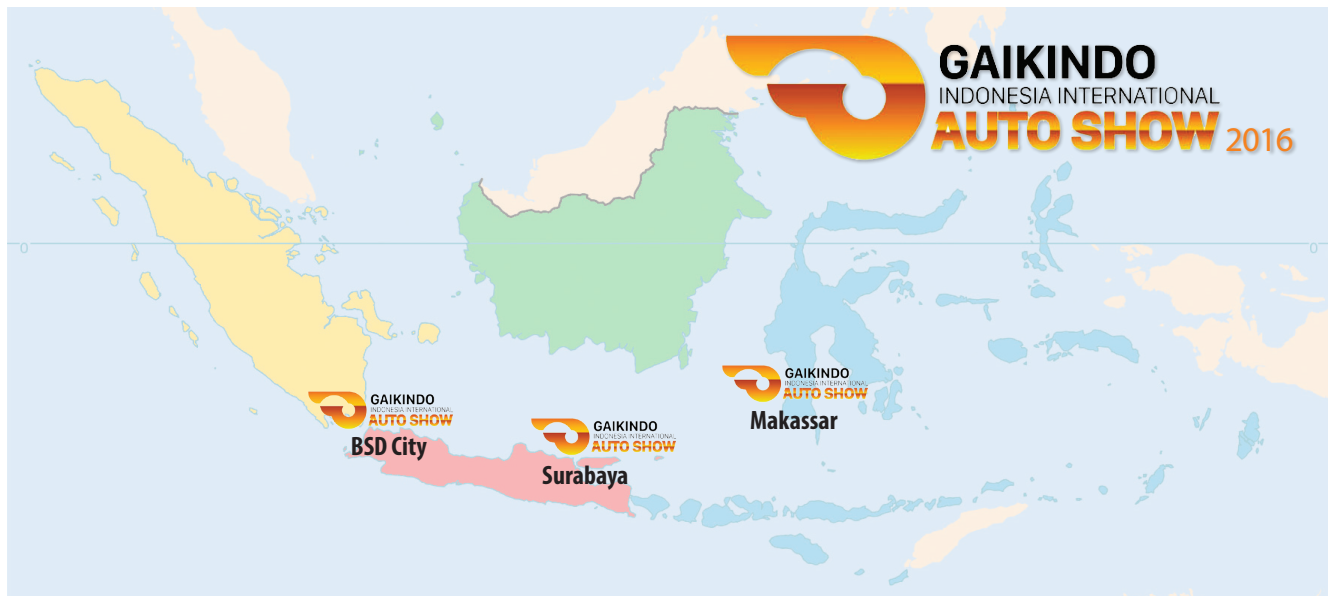 GAIKINDO
INDONESIA INTERNATIONAL
AUTO SHOW 2016
0
0
GAIKINDO
INDONESIA INTERNATIONAL
AUTO SHOW
Makassar
GAIKINDO
INDONESIA INTERNATIONAL
AUTO SHOW
BSD City
GAIKINDO
INDONESIA INTERNATIONAL
AUTO SHOW
Surabaya